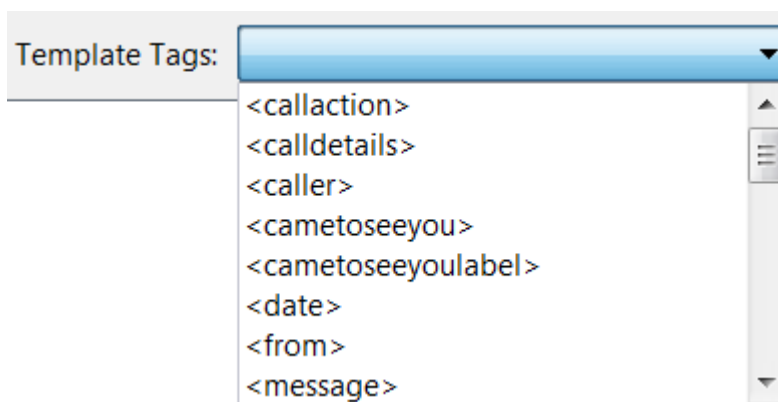 Template Tags:
<callaction>
<calldetails>
<caller>
<cametoseeyou>
<cametoseeyoulabel>
<date>
<from>
<message>